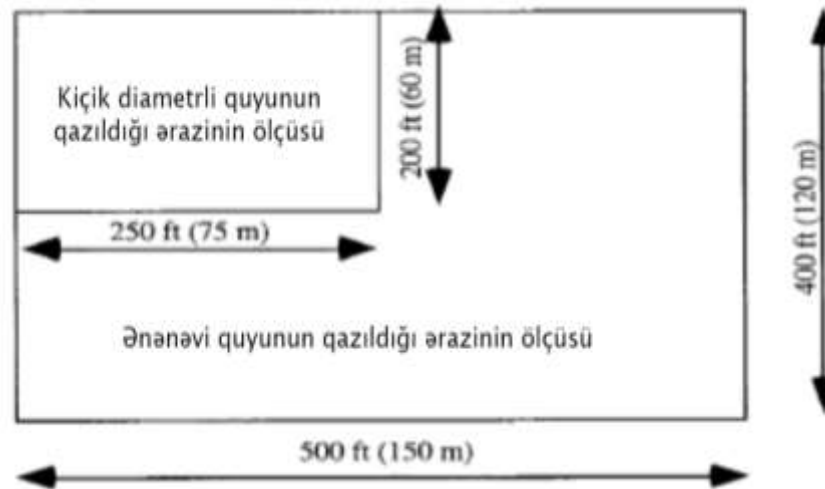 Kiçik diametrli quyunun
qazıldığı ərazinin ölçüsü
200 ft (60 m)
250 ft (75 m)
400 ft (120 m)
Ənənəvi quyunun qazıldığı ərazinin ölçüsü
500 ft (150 m)